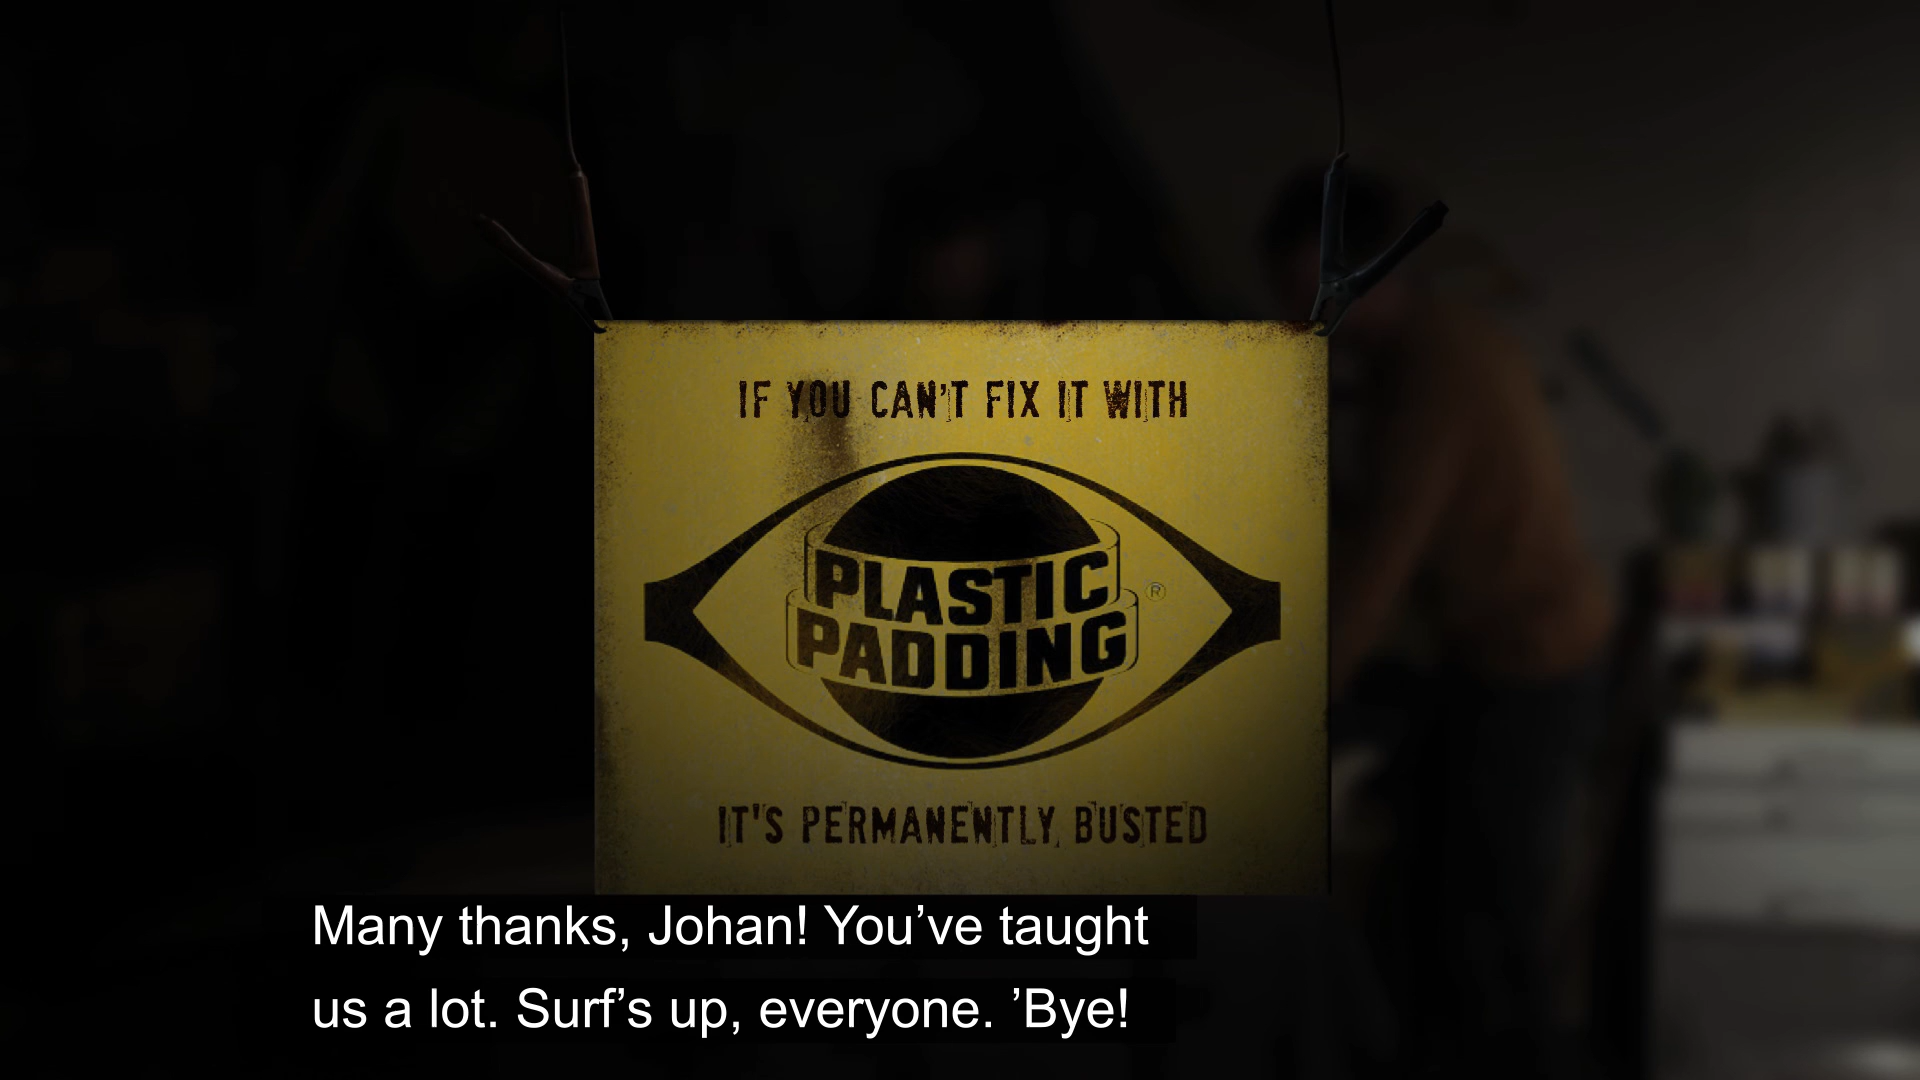 IF YOU CAN'T FIX IT WITH
PLASTIC
PADDING
®
IT'S PERMANENTLY BUSTED
Many thanks, Johan! You’ve taught
us a lot. Surf’s up, everyone. ’Bye!